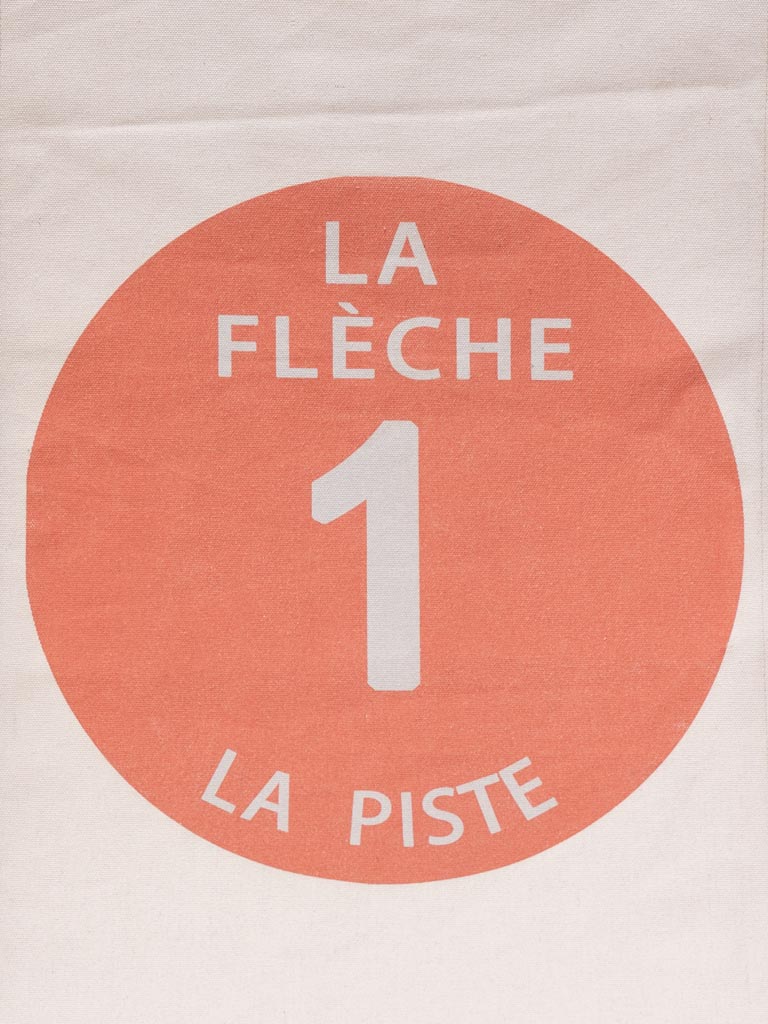 LA
FLÈCHE
1
LA PISTE